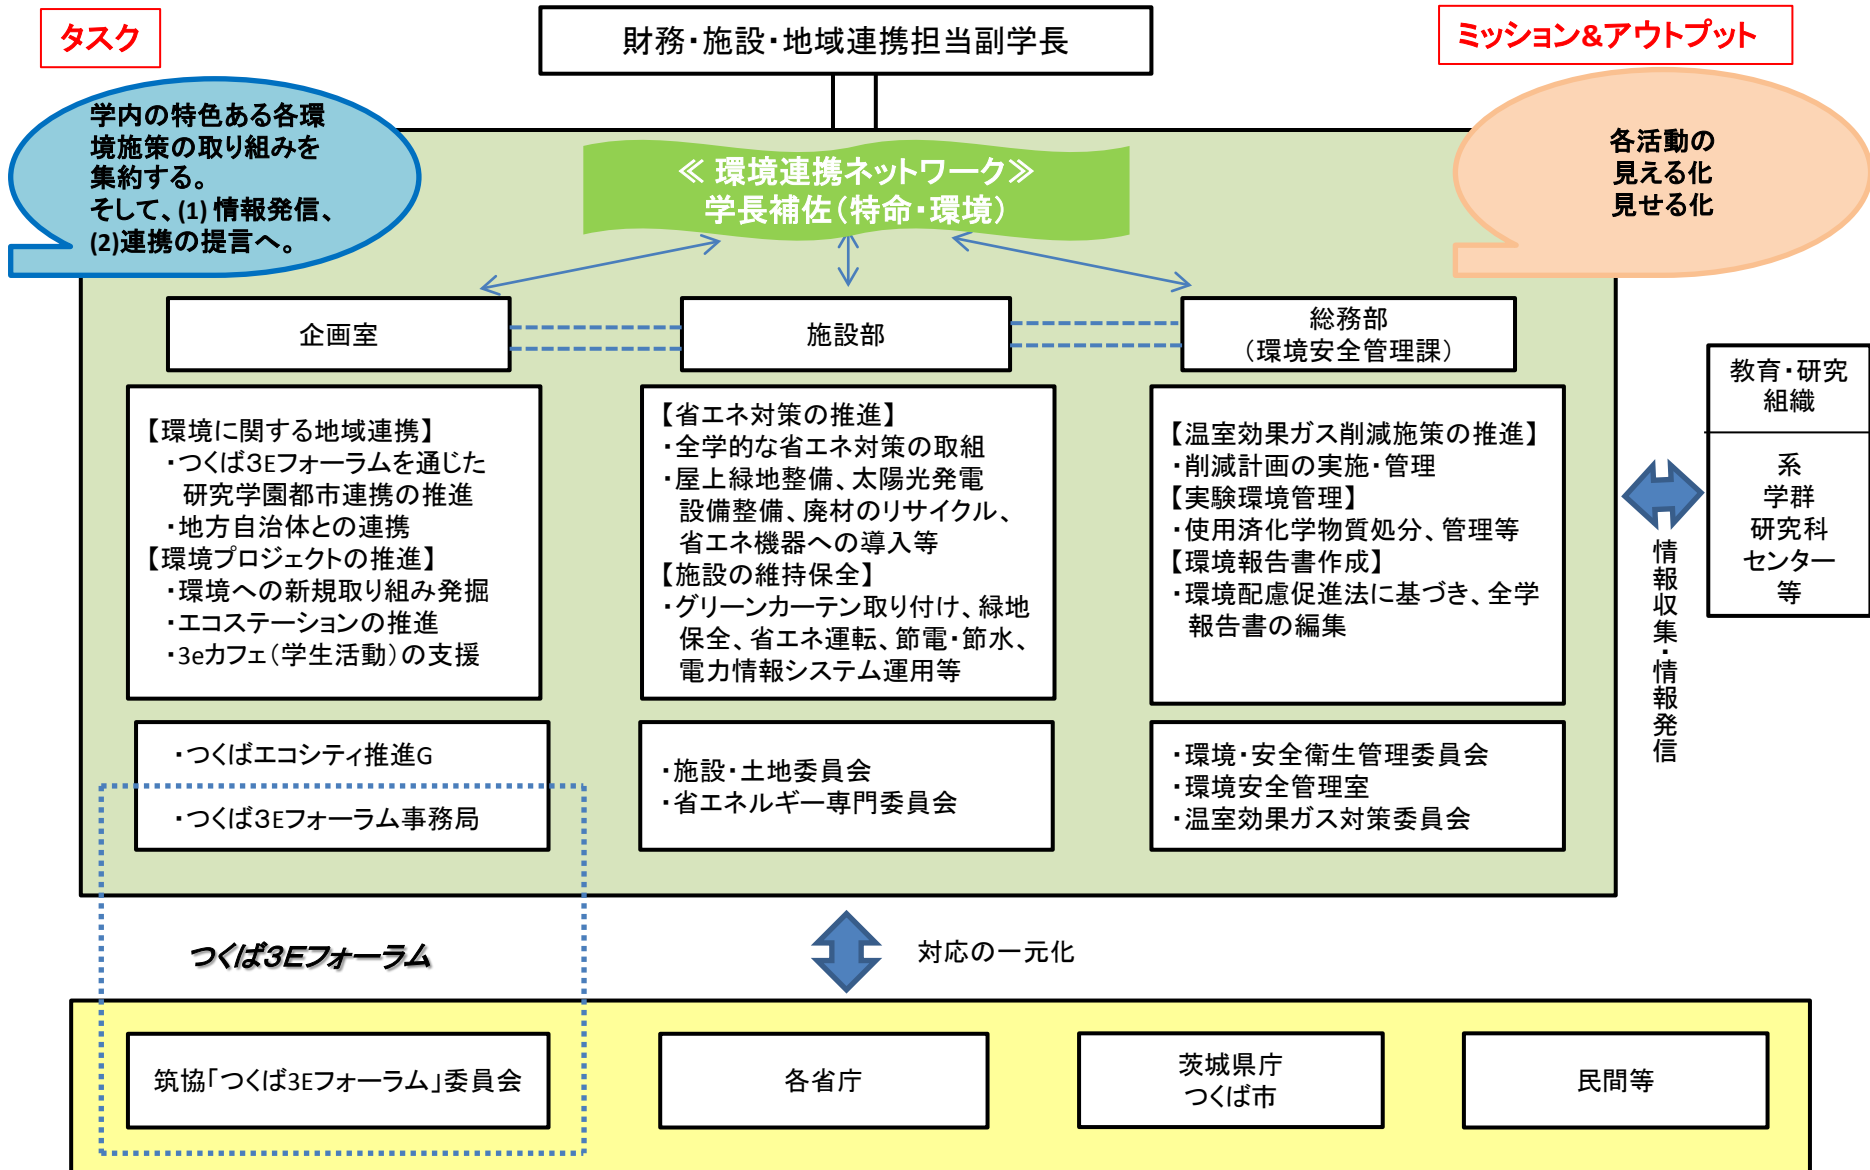 タスク
財務・施設・地域連携担当副学長
ミッション&アウトプット
学内の特色ある各環
境施策の取り組みを
集約する。
そして、(1) 情報発信、
(2)連携の提言へ。
≪ 環境連携ネットワーク≫
学長補佐（特命・環境）
各活動の
見える化
見せる化
企画室
施設部
総務部
（環境安全管理課）
【環境に関する地域連携】
・つくば３Eフォーラムを通じた
研究学園都市連携の推進
・地方自治体との連携
【環境プロジェクトの推進】
・環境への新規取り組み発掘
・エコステーションの推進
・3eカフェ（学生活動）の支援
【省エネ対策の推進】
・全学的な省エネ対策の取組
・屋上緑地整備、太陽光発電
設備整備、廃材のリサイクル、
省エネ機器への導入等
【施設の維持保全】
・グリーンカーテン取り付け、緑地
保全、省エネ運転、節電・節水、
電力情報システム運用等
【温室効果ガス削減施策の推進】
・削減計画の実施・管理
【実験環境管理】
・使用済化学物質処分、管理等
【環境報告書作成】
・環境配慮促進法に基づき、全学
報告書の編集
教育・研究
組織
系
学群
研究科
センター
等
情報収集・情報発信
・つくばエコシティ推進G
・つくば３Eフォーラム事務局
・施設・土地委員会
・省エネルギー専門委員会
・環境・安全衛生管理委員会
・環境安全管理室
・温室効果ガス対策委員会
つくば３Ｅフォーラム
対応の一元化
筑協「つくば3Eフォーラム」委員会
各省庁
茨城県庁
つくば市
民間等